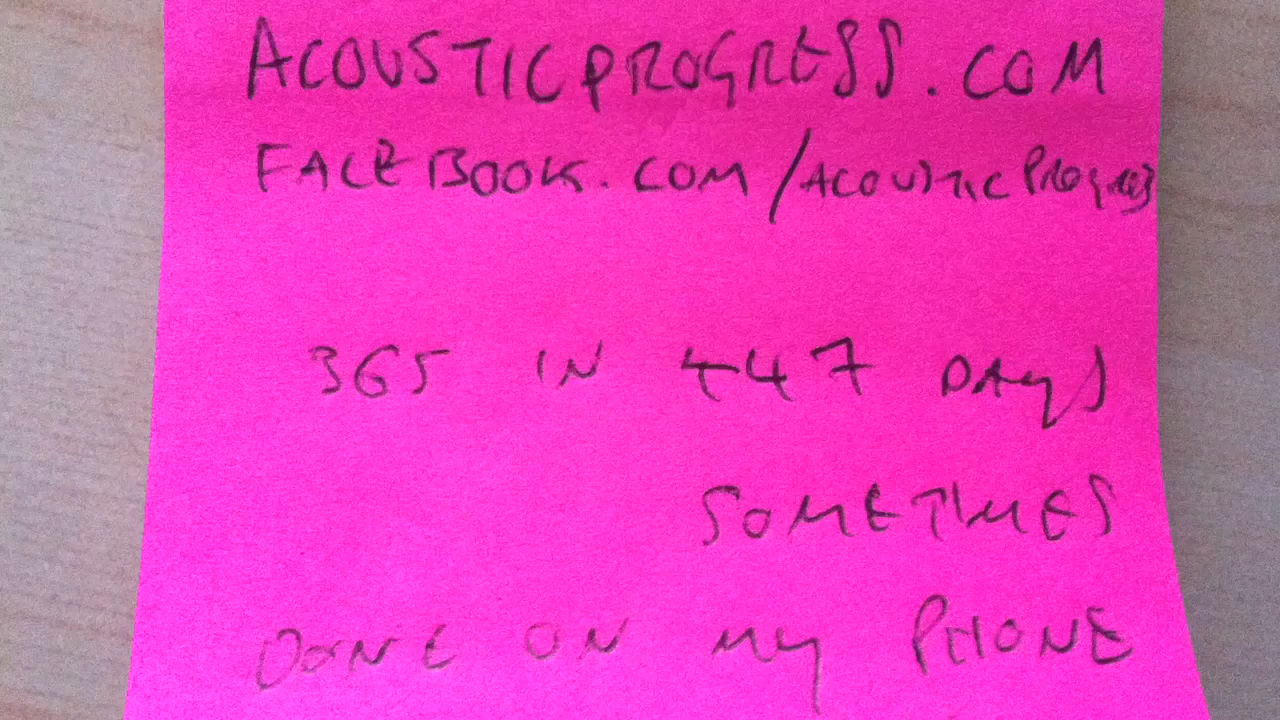 ACOUSTICPROGRESS.COM
FACEBOOK.COM/ACOUSTICPROGRESS
365 IN 447 DAYS
SOMETIMES
DONE ON MY PHONE